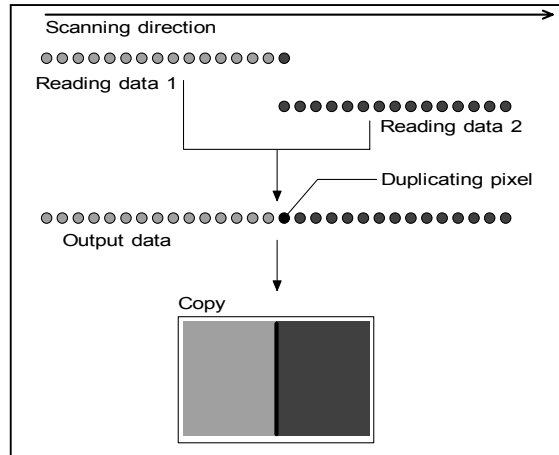 Scanning direction
Reading data 1
Reading data 2
Duplicating pixel
Output data
Copy